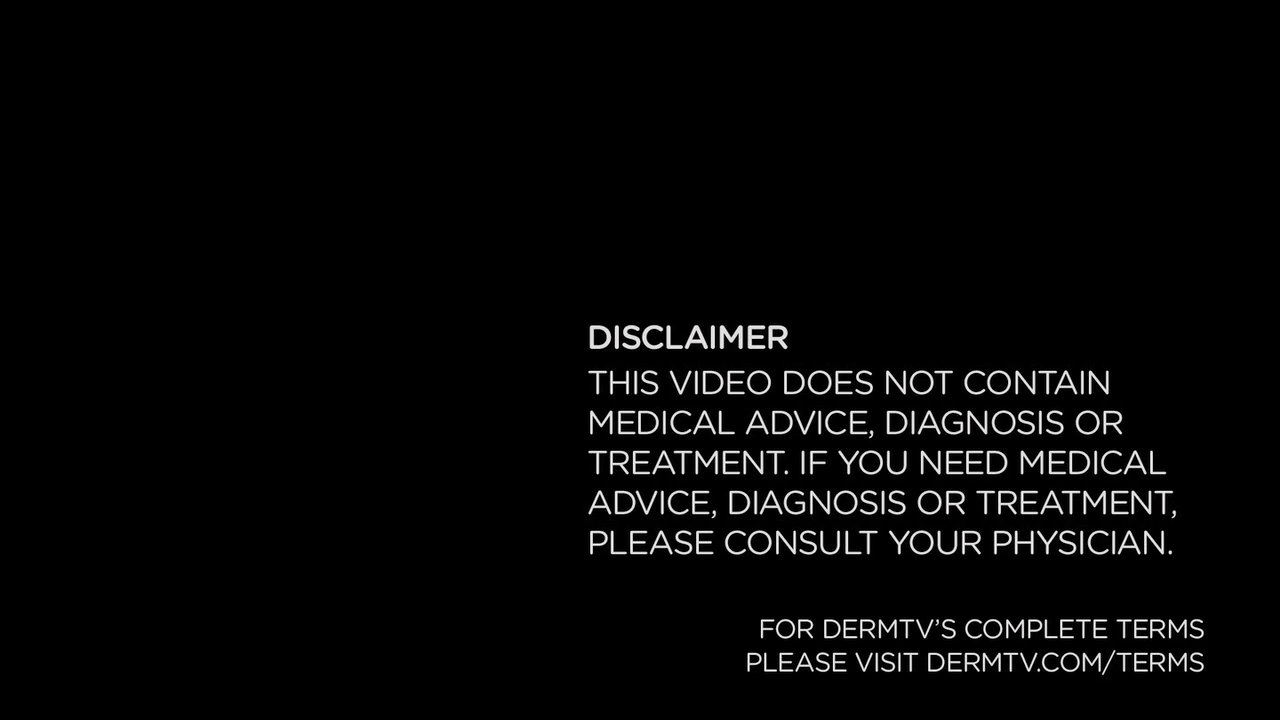 DISCLAIMER
THIS VIDEO DOES NOT CONTAIN
MEDICAL ADVICE, DIAGNOSIS OR
TREATMENT. IF YOU NEED MEDICAL
ADVICE, DIAGNOSIS OR TREATMENT,
PLEASE CONSULT YOUR PHYSICIAN.
FOR DERMTV’S COMPLETE TERMS
PLEASE VISIT DERMTV.COM/TERMS